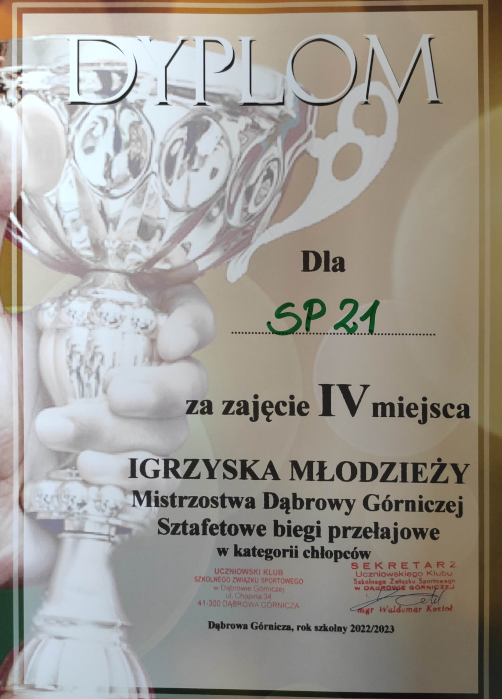 DYPLOM
Dla
SP 21
za zajęcie IV miejsca
IGRZYSKA MŁODZIEŻY
Mistrzostwa Dąbrowy Górniczej
Sztafetowe biegi przełajowe
w kategorii chłopców
UCZNIOWSKI KLUB
SZKOLNEGO ZWIĄZKU SPORTOWEGO
w Dąbrowie Górniczej
ul. Chopina 34
41-300 DĄBROWA GÓRNICZA
SEKRETARZ
Uczniowskiego Klubu
Szkolnego Związku Sportowego
W DĄBROWIE GÓRNICZEJ
mgr Waldemar
Dąbrowa Górnicza, rok szkolny 2022/2023